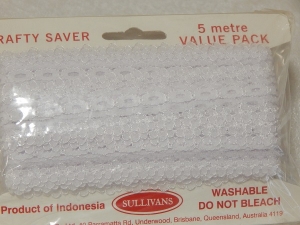 RAFTY SAVER
5 metre
VALUE PACK
Product of Indonesia
SULLIVANS
WASHABLE
DO NOT BLEACH
Rd, Underwood, Brisbane, Queensland, Australia 4119